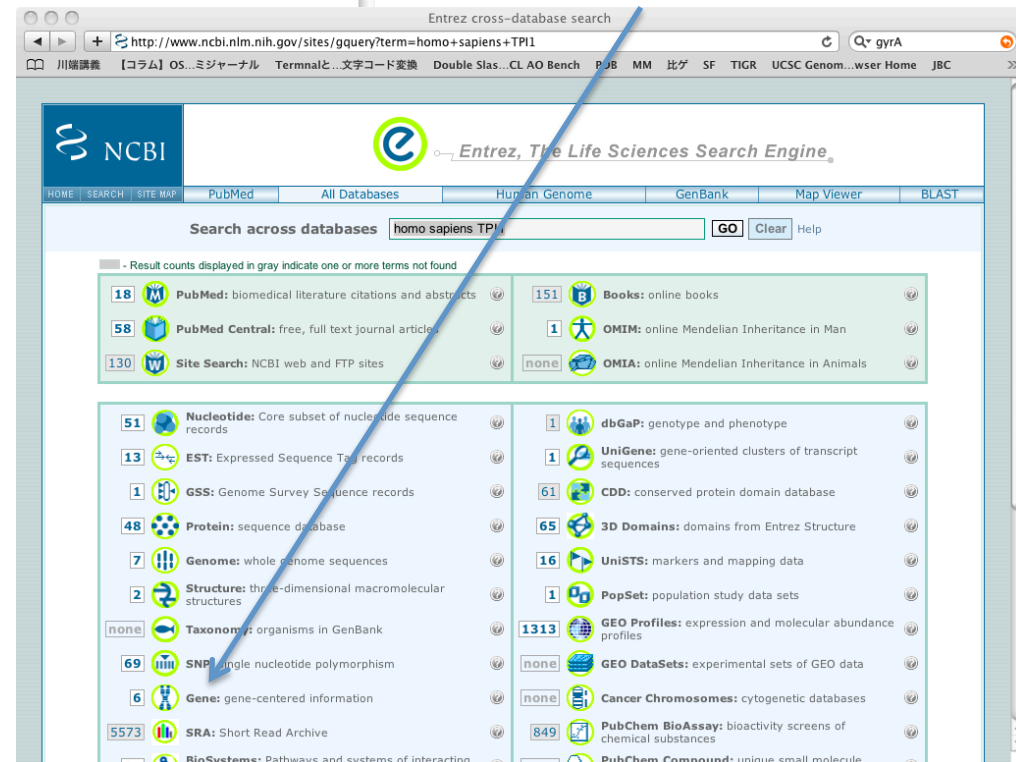 Entrez cross-database search
http://www.ncbi.nlm.nih.gov/sites/gquery?term=homo+sapiens+TPI1
gyrA
川端講義 【コラム】OS...ミジャーナル Termnalと...文字コード変換 Double Slas...CL AO Bench PDB MM 比ゲ SF TIGR UCSC Genom...wser Home JBC
NCBI
Entrez, The Life Sciences Search Engine
HOME SEARCH SITE MAP PubMed All Databases Human Genome GenBank Map Viewer BLAST
Search across databases homo sapiens TPI1 GO Clear Help
- Result counts displayed in gray indicate one or more terms not found
18 PubMed: biomedical literature citations and abstracts
151 Books: online books
58 PubMed Central: free, full text journal articles
1 OMIM: online Mendelian Inheritance in Man
130 Site Search: NCBI web and FTP sites
none OMIA: online Mendelian Inheritance in Animals
51 Nucleotide: Core subset of nucleotide sequence
records
1 dbGaP: genotype and phenotype
13 EST: Expressed Sequence Tag records
1 UniGene: gene-oriented clusters of transcript
sequences
1 GSS: Genome Survey Sequence records
61 CDD: conserved protein domain database
48 Protein: sequence database
65 3D Domains: domains from Entrez Structure
7 Genome: whole genome sequences
16 UniSTS: markers and mapping data
2 Structure: three-dimensional macromolecular
structures
1 PopSet: population study data sets
none Taxonomy: organisms in GenBank
1313 GEO Profiles: expression and molecular abundance
profiles
69 SNP: single nucleotide polymorphism
none GEO DataSets: experimental sets of GEO data
6 Gene: gene-centered information
none Cancer Chromosomes: cytogenetic databases
5573 SRA: Short Read Archive
849 PubChem BioAssay: bioactivity screens of
chemical substances
BioSystems: Pathways and systems of interacting
PubChem Compound: unique small molecule